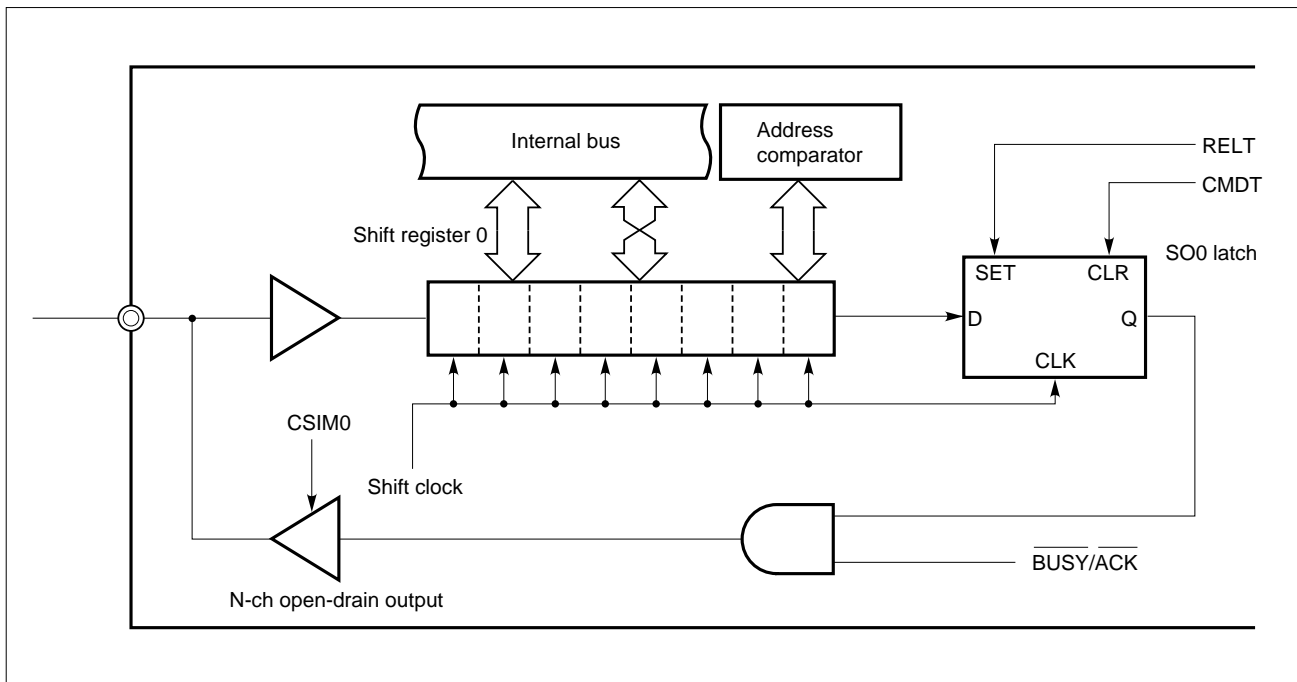 Internal bus
Address
comparator
RELT
CMDT
Shift register 0
SO0 latch
SET
CLR
D
Q
CLK
CSIM0
Shift clock
BUSY/ACK
N-ch open-drain output